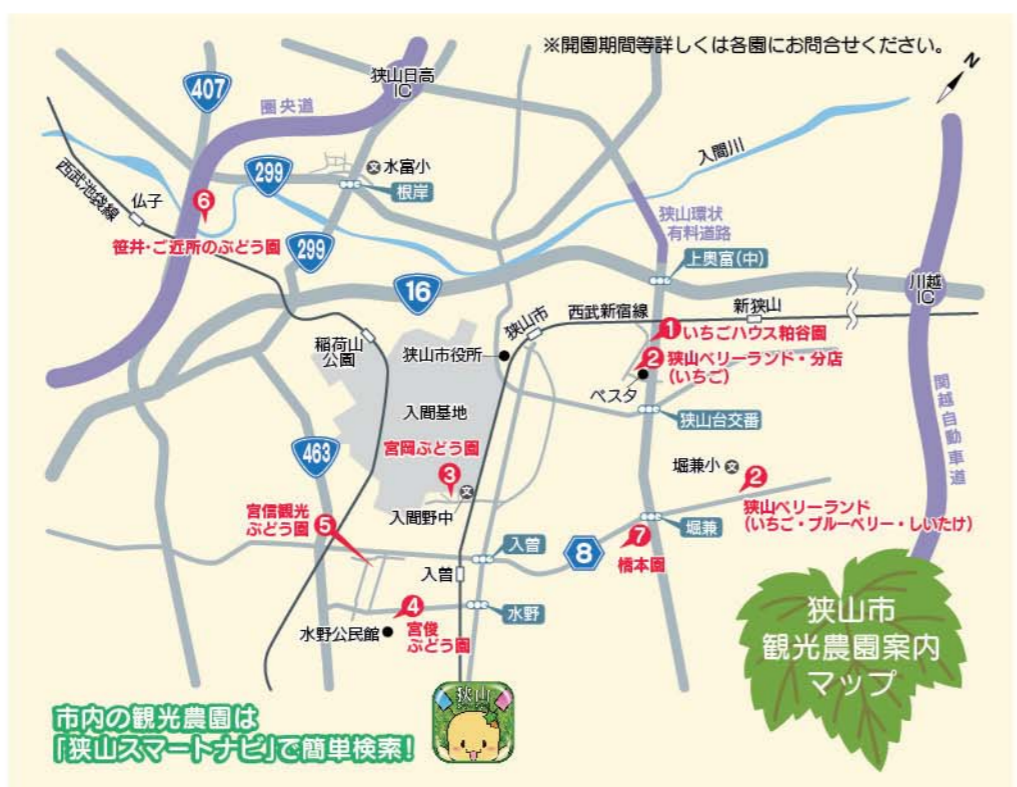 ※開園期間等詳しくは各園にお問合せください。
N
407
圏央道
狭山日高
IC
299
文
水富小
根岸
入間川
西武池袋線
仏子
6
笹井・ご近所のぶどう園
299
狭山環状
有料道路
上奥富(中)
16
川越
IC
狭山市
西武新宿線
新狭山
稲荷山
公園
狭山市役所
1
いちごハウス粕谷園
2
狭山ベリーランド・分店
(いちご)
ベスタ
入間基地
狭山台交番
関越自動車道
463
宮岡ぶどう園
3
文
入間野中
堀兼小
文
2
狭山ベリーランド
(いちご・ブルーベリー・しいたけ)
宮信観光
ぶどう園
5
入曽
8
7
橋本園
堀兼
入曽
4
宮俊
ぶどう園
水野
水野公民館
狭山市
観光農園案内
マップ
狭山
市内の観光農園は
「狭山スマートナビ」で簡単検索!